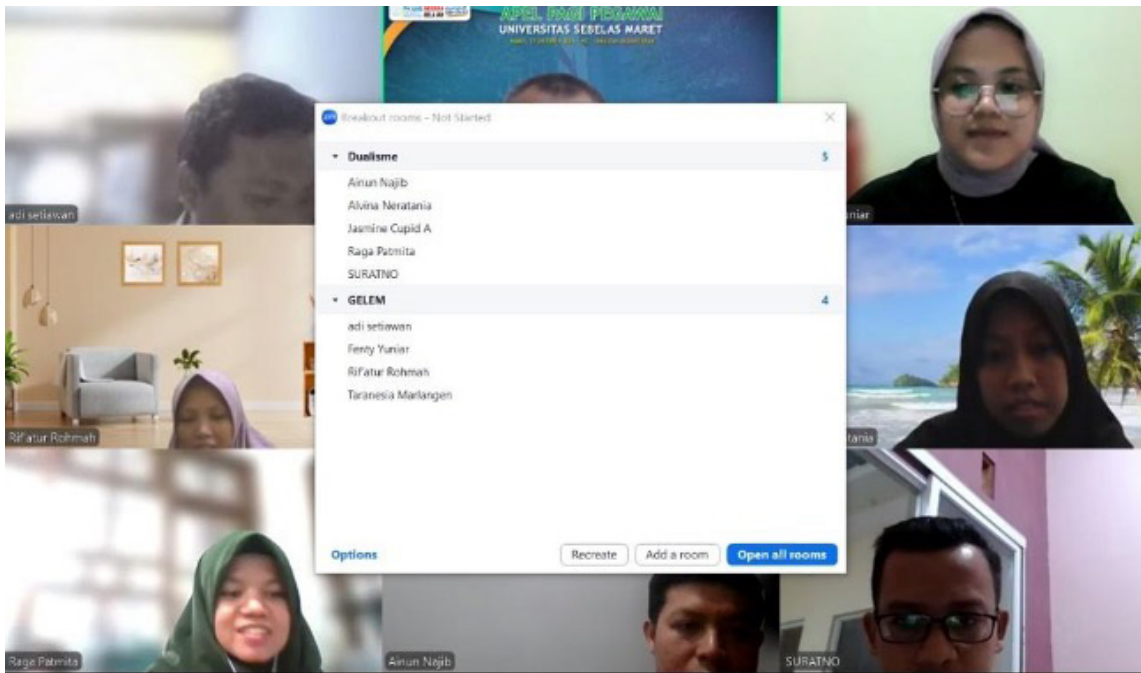 APEL PAGI PEGAWAI
UNIVERSITAS SEBELAS MARET
Breakout rooms - Not Started
Dualisme 5
Ainun Najib
Alvina Neratania
Jasmine Cupid A
Raga Patmita
SURATNO
GELEM 4
adi setiawan
Fenty Yuniar
Rif'atur Rohmah
Taranesia Marlangen
Options
Recreate
Add a room
Open all rooms
adi setiawan
uniar
Rif'atur Rohmah
tania
Raga Patmita
Ainun Najib
SURATNO